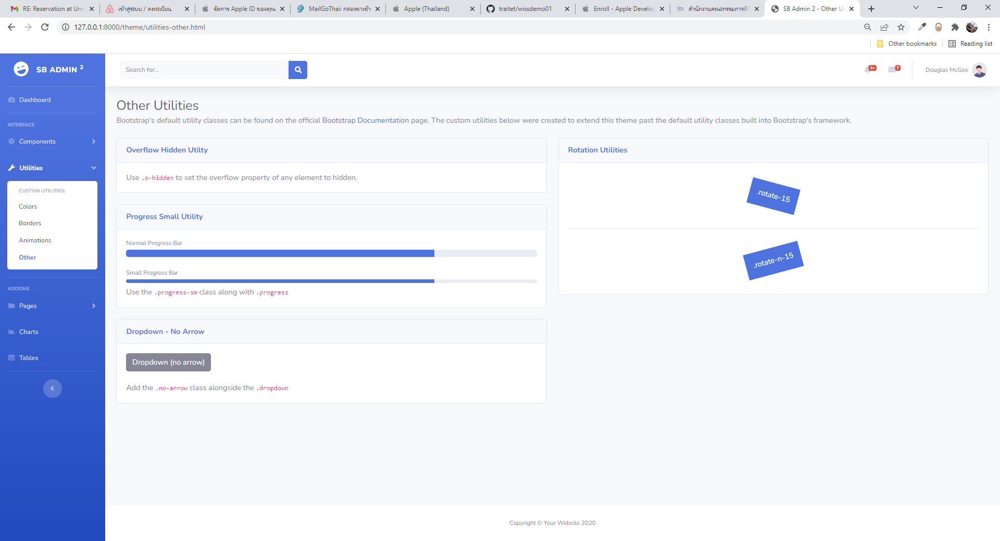 RE: Reservation at Uni
เข้าสู่ระบบ / ลงทะเบียน
จัดการ Apple ID ของคุณ
MailGoThai: กล่องขาเข้า
Apple (Thailand)
traitet/wissdemo01
Enroll - Apple Develop
สำนักงานคณะกรรมการดิจิ
SB Admin 2 - Other U
127.0.0.1:8000/theme/utilities-other.html
Other bookmarks
Reading list
SB ADMIN 2
Search for...
3+
7
Douglas McGee
Dashboard
INTERFACE
Components
Utilities
CUSTOM UTILITIES:
Colors
Borders
Animations
Other
ADDONS
Pages
Charts
Tables
Other Utilities
Bootstrap's default utility classes can be found on the official Bootstrap Documentation page. The custom utilities below were created to extend this theme past the default utility classes built into Bootstrap's framework.
Overflow Hidden Utilty
Use .o-hidden to set the overflow property of any element to hidden.
Progress Small Utility
Normal Progress Bar
Small Progress Bar
Use the .progress-sm class along with .progress
Dropdown - No Arrow
Dropdown (no arrow)
Add the .no-arrow class alongside the .dropdown
Rotation Utilities
.rotate-15
.rotate-n-15
Copyright © Your Website 2020